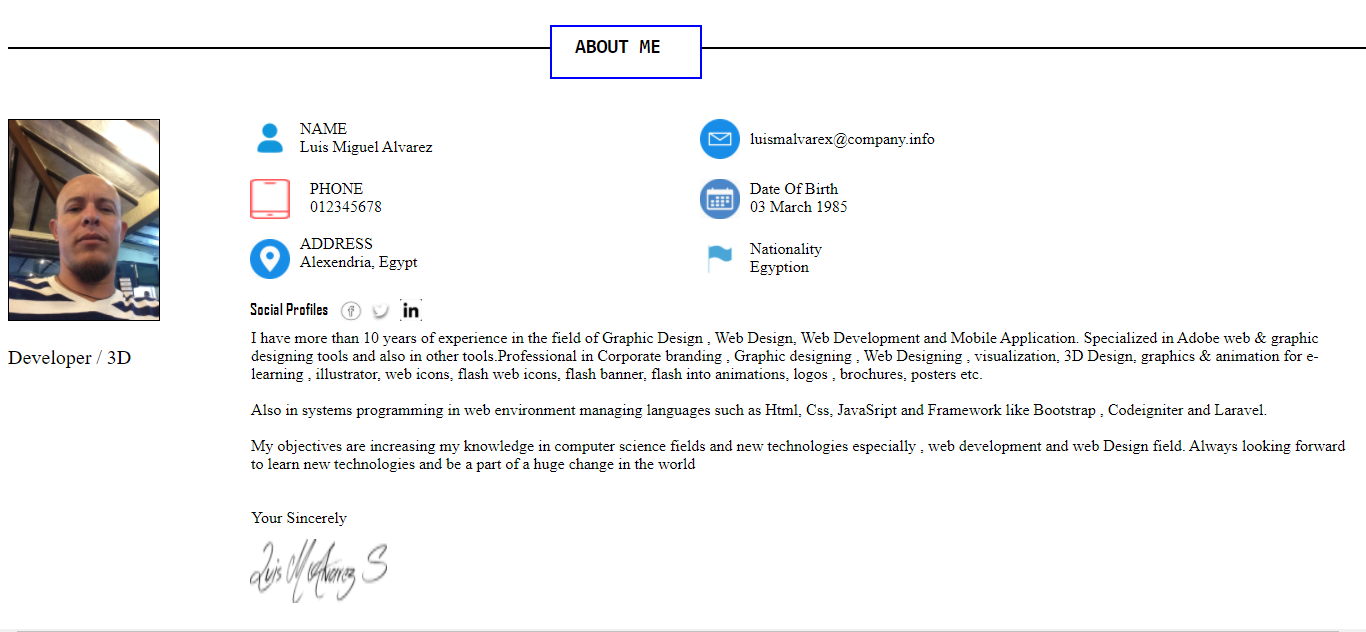 ABOUT ME
NAME
Luis Miguel Alvarez
luismalvarex@company.info
PHONE
012345678
Date Of Birth
03 March 1985
ADDRESS
Alexendria, Egypt
Nationality
Egyption
Social Profiles f in
Developer / 3D
I have more than 10 years of experience in the field of Graphic Design , Web Design, Web Development and Mobile Application. Specialized in Adobe web & graphic
designing tools and also in other tools.Professional in Corporate branding , Graphic designing , Web Designing , visualization, 3D Design, graphics & animation for e-
learning , illustrator, web icons, flash web icons, flash banner, flash into animations, logos , brochures, posters etc.
Also in systems programming in web environment managing languages such as Html, Css, JavaSript and Framework like Bootstrap , Codeigniter and Laravel.
My objectives are increasing my knowledge in computer science fields and new technologies especially , web development and web Design field. Always looking forward
to learn new technologies and be a part of a huge change in the world
Your Sincerely
Luis M Alvarez S